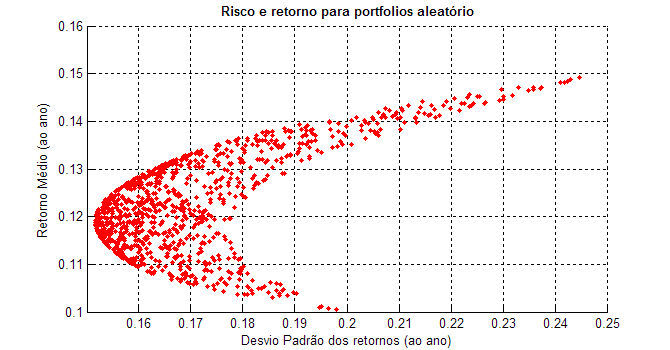 Risco e retorno para portfolios aleatório
0.16
0.15
0.14
0.13
0.12
0.11
0.1
Retorno Médio (ao ano)
0.16 0.17 0.18 0.19 0.2 0.21 0.22 0.23 0.24 0.25
Desvio Padrão dos retornos (ao ano)